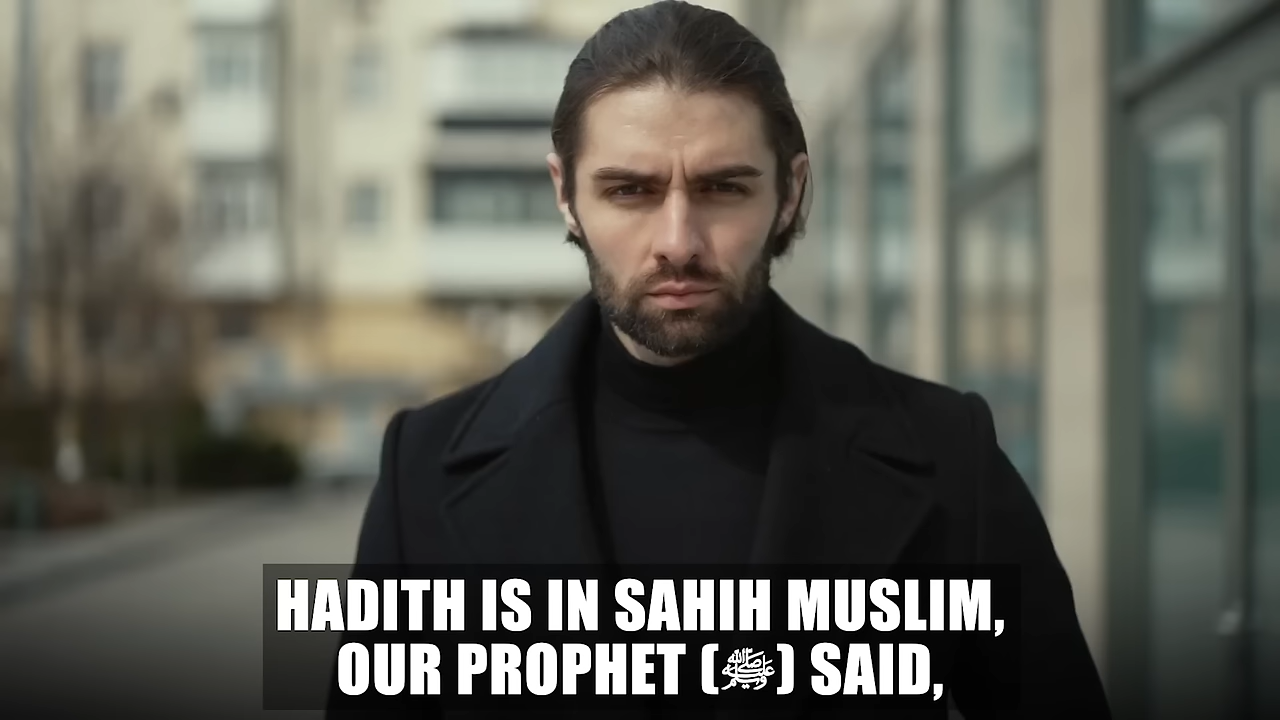 HADITH IS IN SAHIH MUSLIM,
OUR PROPHET (ﷺ) SAID,